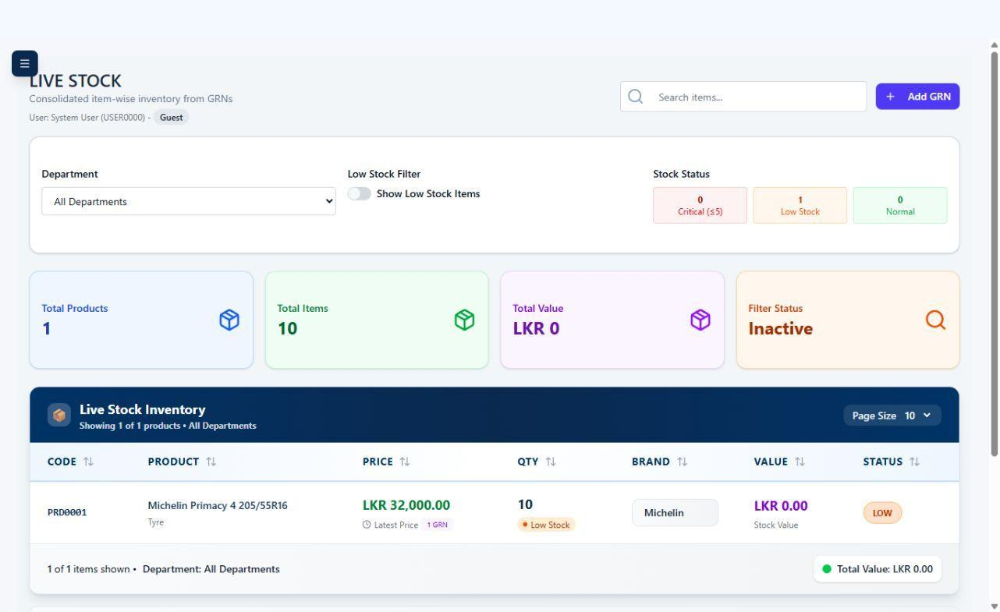 LIVE STOCK
Consolidated item-wise inventory from GRNs
User: System User (USER0000) - Guest
Search items...
+ Add GRN
Department
All Departments
Low Stock Filter
Show Low Stock Items
Stock Status
0
Critical (≤5)
1
Low Stock
0
Normal
Total Products
1
Total Items
10
Total Value
LKR 0
Filter Status
Inactive
Live Stock Inventory
Showing 1 of 1 products • All Departments
Page Size 10
CODE PRODUCT PRICE QTY BRAND VALUE STATUS
PRD0001
Michelin Primacy 4 205/55R16
Tyre
LKR 32,000.00
Latest Price 1 GRN
10
Low Stock
Michelin
LKR 0.00
Stock Value
LOW
1 of 1 items shown • Department: All Departments
Total Value: LKR 0.00